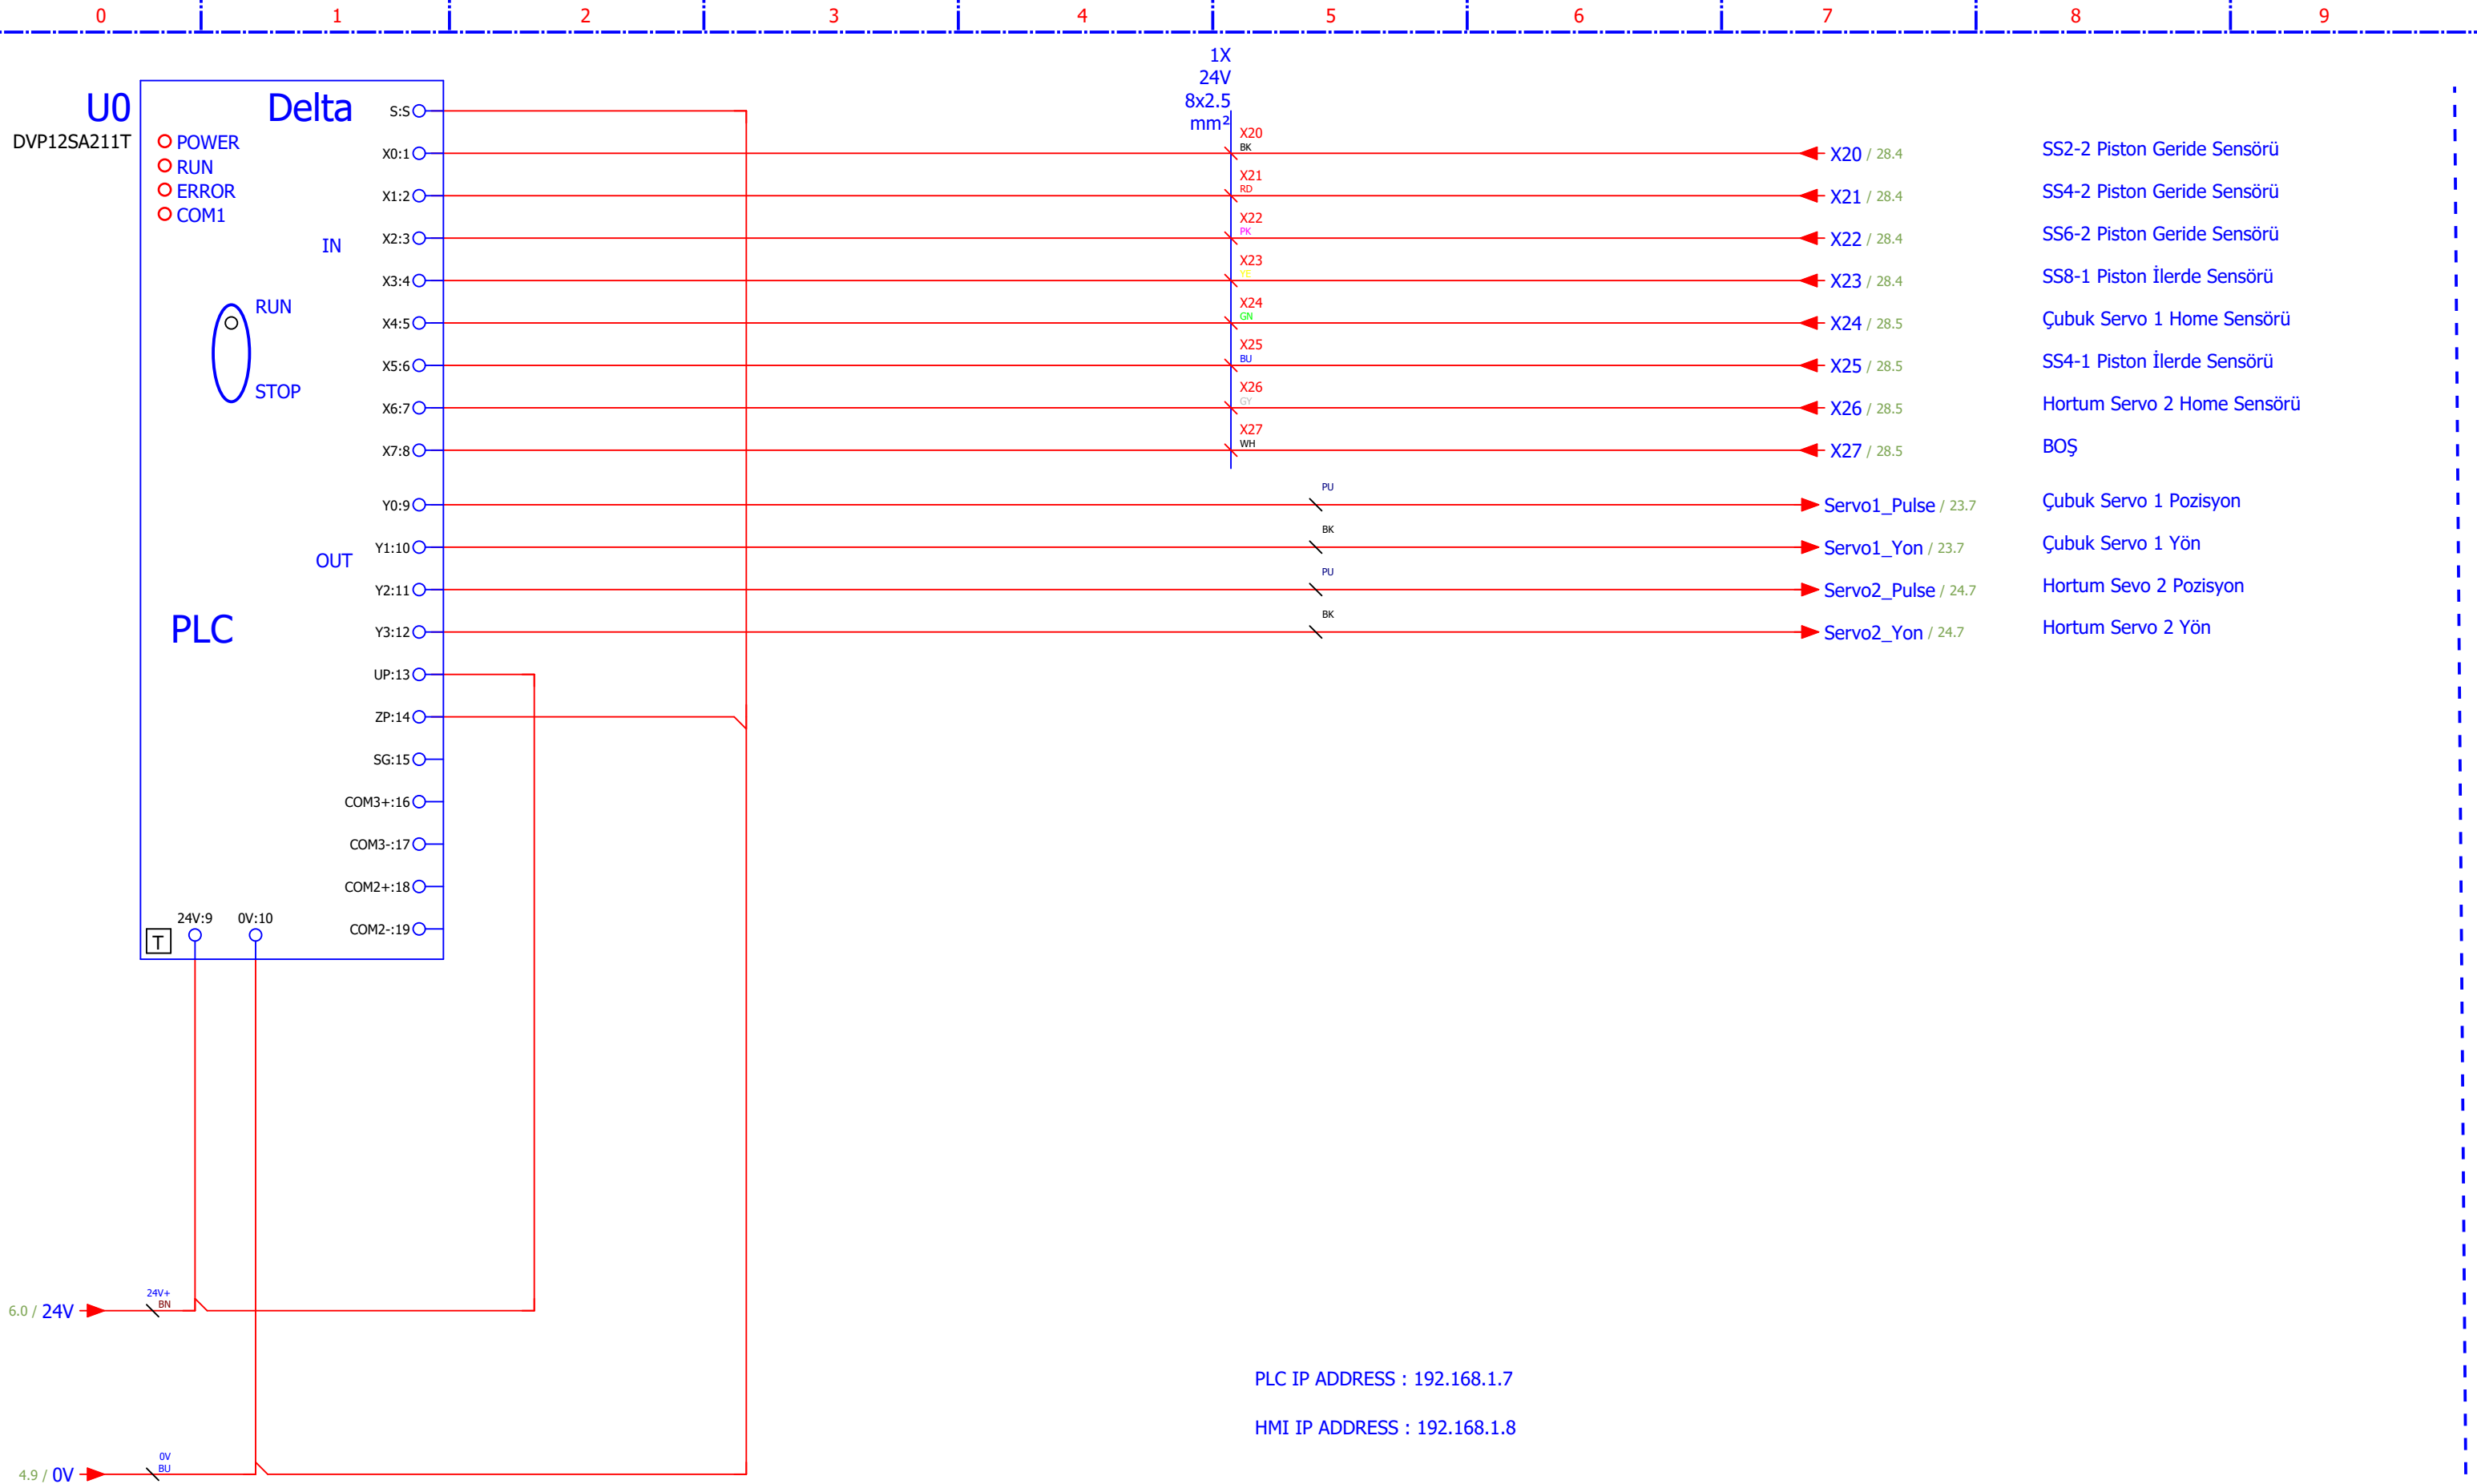 0 1 2 3 4 5 6 7 8 9
1X
24V
8x2.5
mm²
U0
DVP12SA211T
Delta
POWER
RUN
ERROR
COM1
IN
RUN
STOP
OUT
PLC
S:S
X0:1 X20 BK X20 / 28.4 SS2-2 Piston Geride Sensörü
X1:2 X21 RD X21 / 28.4 SS4-2 Piston Geride Sensörü
X2:3 X22 PK X22 / 28.4 SS6-2 Piston Geride Sensörü
X3:4 X23 YE X23 / 28.4 SS8-1 Piston İlerde Sensörü
X4:5 X24 GN X24 / 28.5 Çubuk Servo 1 Home Sensörü
X5:6 X25 BU X25 / 28.5 SS4-1 Piston İlerde Sensörü
X6:7 X26 GY X26 / 28.5 Hortum Servo 2 Home Sensörü
X7:8 X27 WH X27 / 28.5 BOŞ
Y0:9 PU Servo1_Pulse / 23.7 Çubuk Servo 1 Pozisyon
Y1:10 BK Servo1_Yon / 23.7 Çubuk Servo 1 Yön
Y2:11 PU Servo2_Pulse / 24.7 Hortum Sevo 2 Pozisyon
Y3:12 BK Servo2_Yon / 24.7 Hortum Servo 2 Yön
UP:13
ZP:14
SG:15
COM3+:16
COM3-:17
COM2+:18
COM2-:19
24V:9 0V:10
T
6.0 / 24V 24V+ BN
PLC IP ADDRESS : 192.168.1.7
HMI IP ADDRESS : 192.168.1.8
4.9 / 0V 0V BU